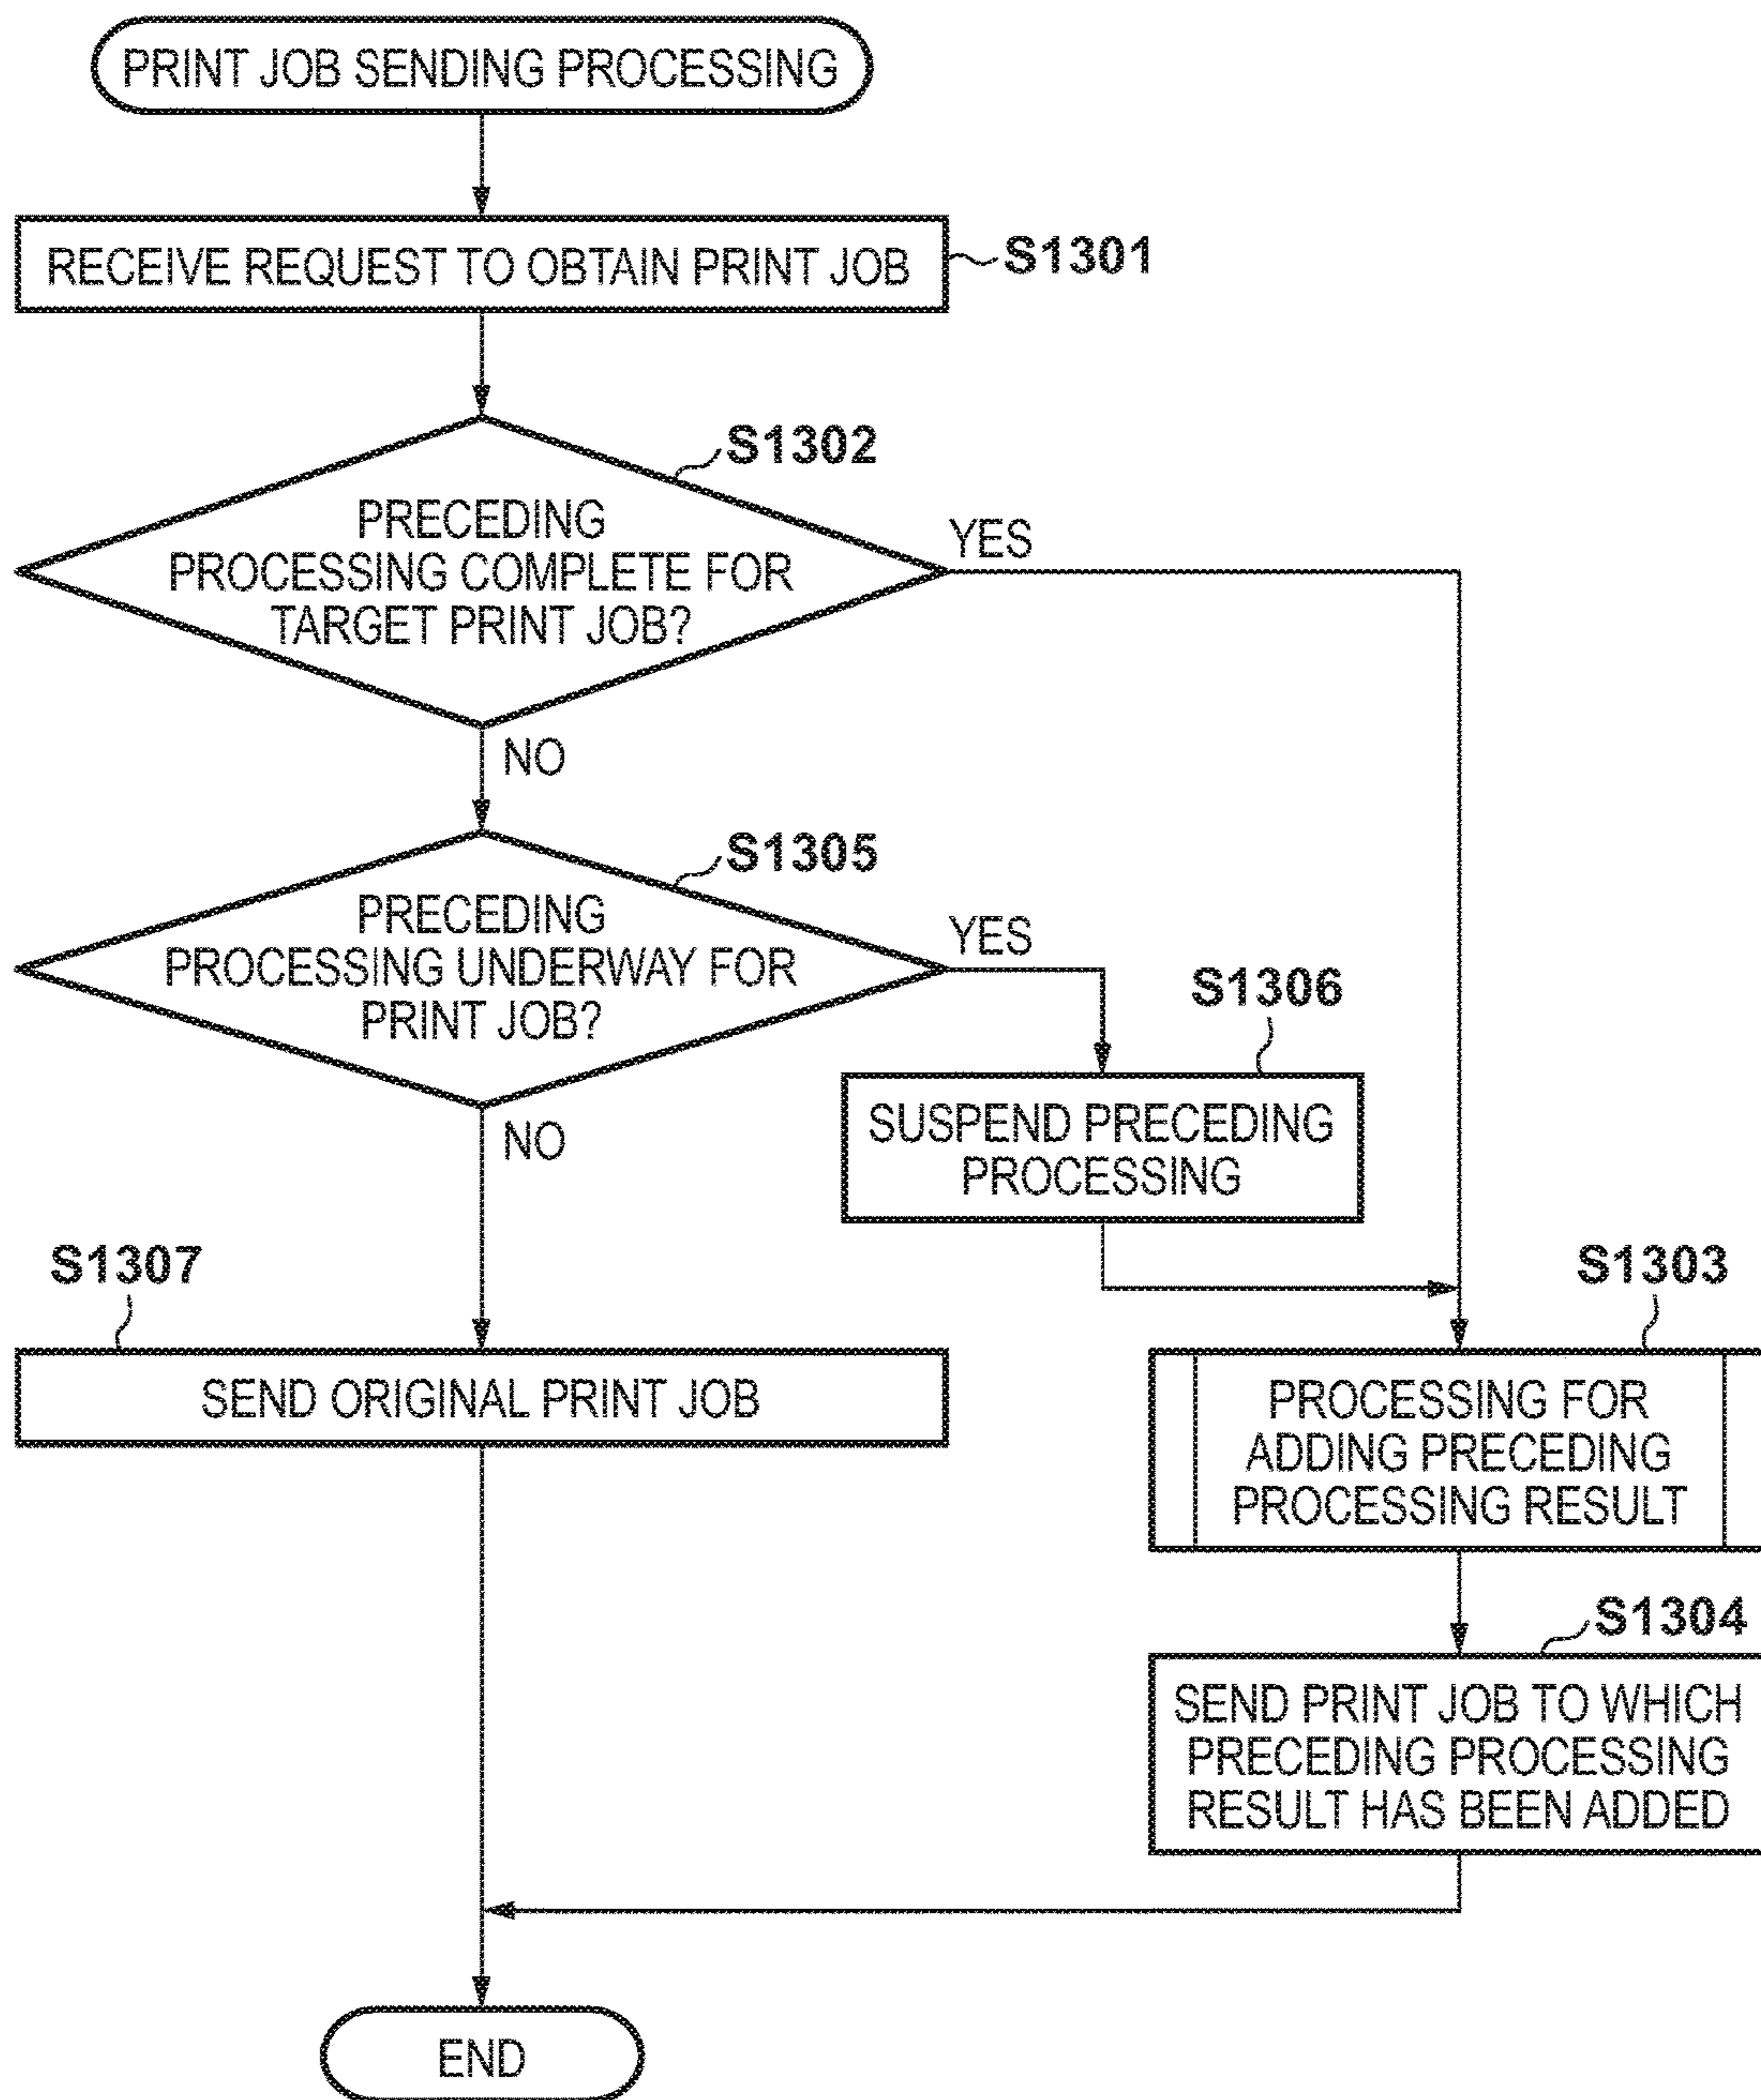 PRINT JOB SENDING PROCESSING
RECEIVE REQUEST TO OBTAIN PRINT JOB
S1301
S1302
PRECEDING
PROCESSING COMPLETE FOR
TARGET PRINT JOB?
YES
NO
S1305
PRECEDING
PROCESSING UNDERWAY FOR
PRINT JOB?
YES
NO
S1306
SUSPEND PRECEDING
PROCESSING
S1307
SEND ORIGINAL PRINT JOB
S1303
PROCESSING FOR
ADDING PRECEDING
PROCESSING RESULT
S1304
SEND PRINT JOB TO WHICH
PRECEDING PROCESSING
RESULT HAS BEEN ADDED
END